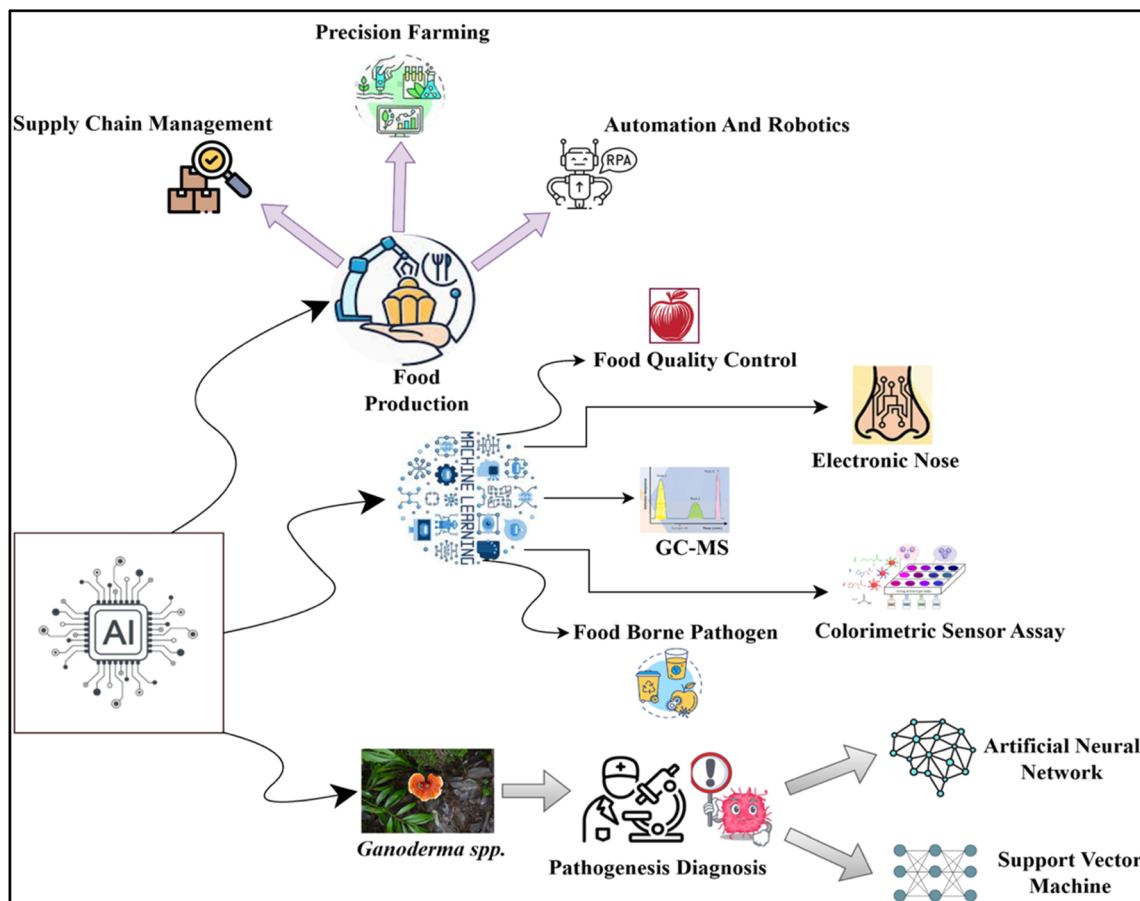 Precision Farming
Supply Chain Management
Automation And Robotics
RPA
Food
Production
Food Quality Control
MACHINE LEARNING
Electronic Nose
GC-MS
AI
Colorimetric Sensor Assay
Food Borne Pathogen
Artificial Neural
Network
Ganoderma spp.
Pathogenesis Diagnosis
Support Vector
Machine